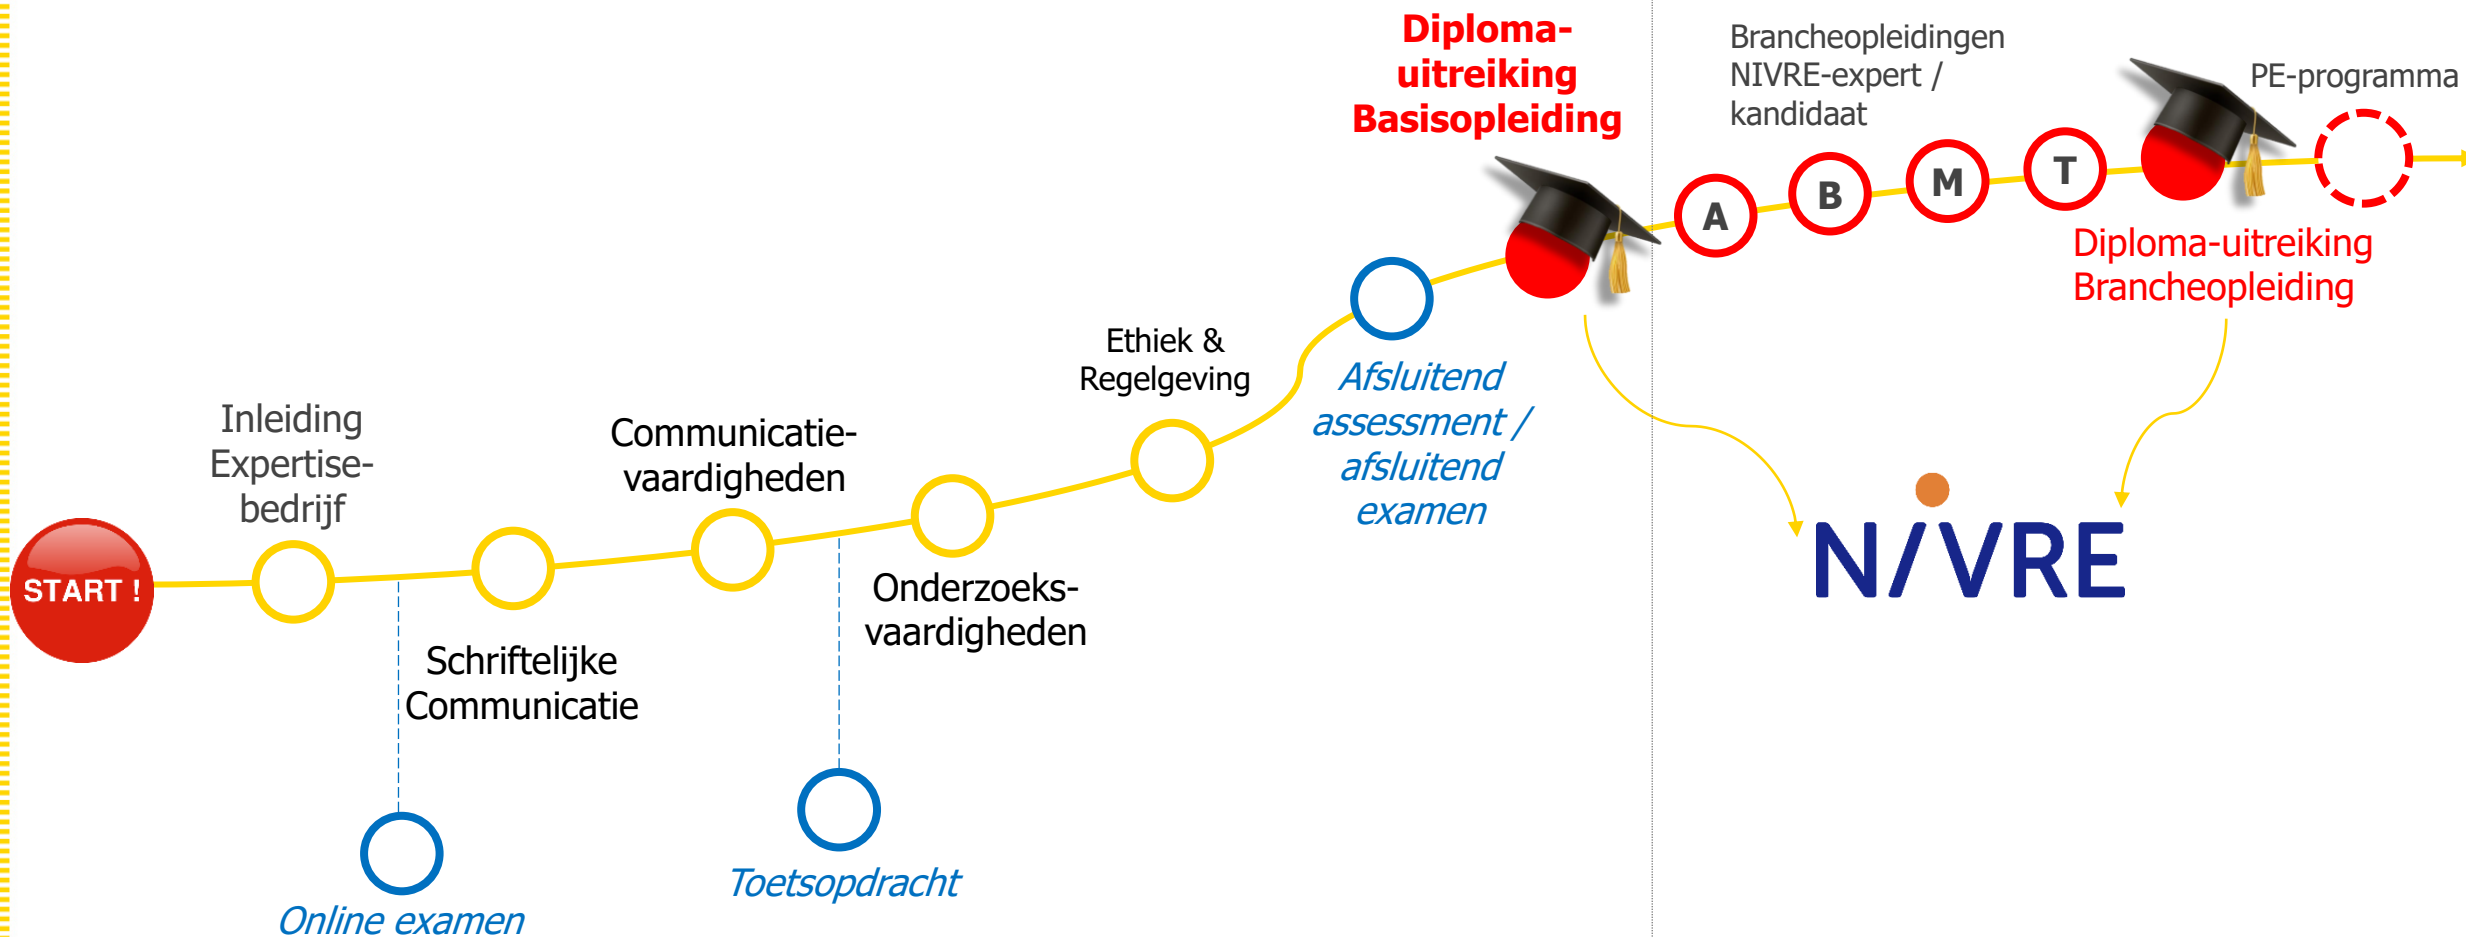 START !
Inleiding
Expertise-
bedrijf
Online examen
Schriftelijke
Communicatie
Communicatie-
vaardigheden
Toetsopdracht
Onderzoeks-
vaardigheden
Ethiek &
Regelgeving
Afsluitend
assessment /
afsluitend
examen
Diploma-
uitreiking
Basisopleiding
Brancheopleidingen
NIVRE-expert /
kandidaat
A
B
M
T
Diploma-uitreiking
Brancheopleiding
PE-programma
NIVRE